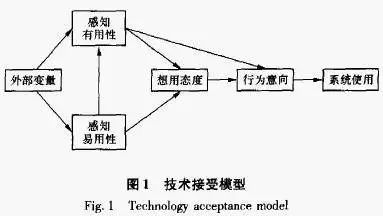 感知
有用性
外部变量
想用态度
行为意向
系统使用
感知
易用性
图1 技术接受模型
Fig. 1 Technology acceptance model